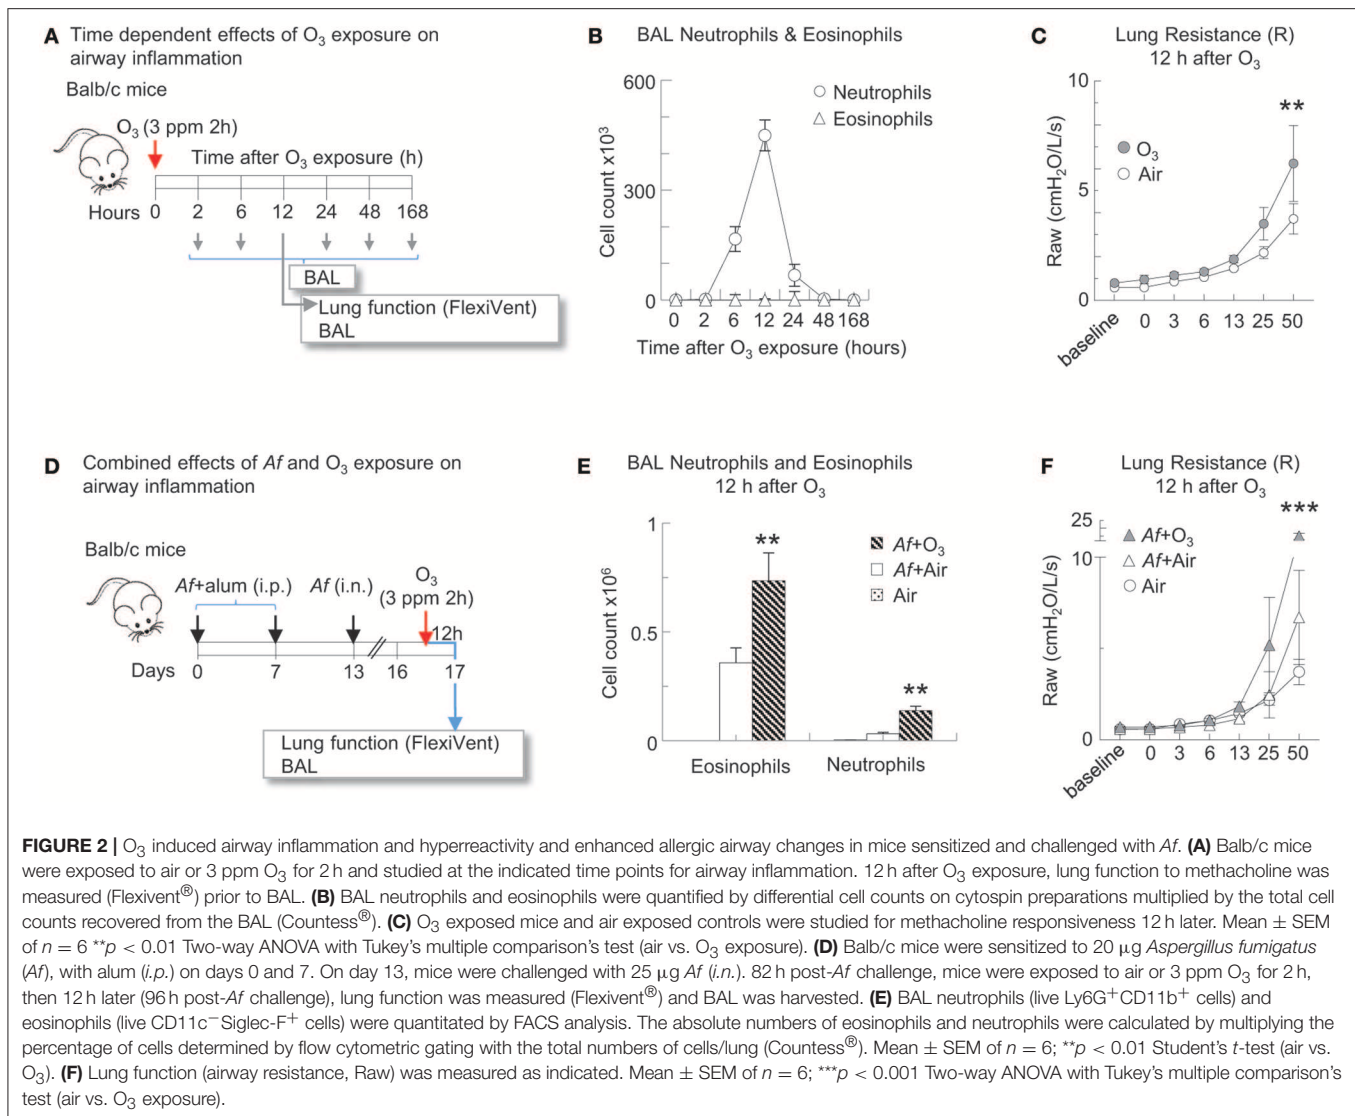 A Time dependent effects of O₃ exposure on
airway inflammation
Balb/c mice
O₃ (3 ppm 2h)
Time after O₃ exposure (h)
Hours 0 2 6 12 24 48 168
BAL
Lung function (FlexiVent)
BAL
B BAL Neutrophils & Eosinophils
600
300
0
Cell count x10³
Neutrophils
Eosinophils
0 2 6 12 24 48 168
Time after O₃ exposure (hours)
C Lung Resistance (R)
12 h after O₃
10
5
0
Raw (cmH₂O/L/s)
**
O₃
Air
baseline 0 3 6 13 25 50
D Combined effects of Af and O₃ exposure on
airway inflammation
Balb/c mice
Af+alum (i.p.) Af (i.n.) O₃
(3 ppm 2h)
12h
Days 0 7 13 16 17
Lung function (FlexiVent)
BAL
E BAL Neutrophils and Eosinophils
12 h after O₃
1
0.5
0
Cell count x10⁶
**
**
Af+O₃
Af+Air
Air
Eosinophils Neutrophils
F Lung Resistance (R)
12 h after O₃
25
10
0
Raw (cmH₂O/L/s)
***
Af+O₃
Af+Air
Air
baseline 0 3 6 13 25 50
FIGURE 2 | O₃ induced airway inflammation and hyperreactivity and enhanced allergic airway changes in mice sensitized and challenged with Af. (A) Balb/c mice
were exposed to air or 3 ppm O₃ for 2 h and studied at the indicated time points for airway inflammation. 12 h after O₃ exposure, lung function to methacholine was
measured (Flexivent®) prior to BAL. (B) BAL neutrophils and eosinophils were quantified by differential cell counts on cytospin preparations multiplied by the total cell
counts recovered from the BAL (Countess®). (C) O₃ exposed mice and air exposed controls were studied for methacholine responsiveness 12 h later. Mean ± SEM
of n = 6 **p < 0.01 Two-way ANOVA with Tukey's multiple comparison's test (air vs. O₃ exposure). (D) Balb/c mice were sensitized to 20 μg Aspergillus fumigatus
(Af), with alum (i.p.) on days 0 and 7. On day 13, mice were challenged with 25 μg Af (i.n.). 82 h post-Af challenge, mice were exposed to air or 3 ppm O₃ for 2 h,
then 12 h later (96 h post-Af challenge), lung function was measured (Flexivent®) and BAL was harvested. (E) BAL neutrophils (live Ly6G⁺CD11b⁺ cells) and
eosinophils (live CD11c⁻Siglec-F⁺ cells) were quantitated by FACS analysis. The absolute numbers of eosinophils and neutrophils were calculated by multiplying the
percentage of cells determined by flow cytometric gating with the total numbers of cells/lung (Countess®). Mean ± SEM of n = 6; **p < 0.01 Student's t-test (air vs.
O₃). (F) Lung function (airway resistance, Raw) was measured as indicated. Mean ± SEM of n = 6; ***p < 0.001 Two-way ANOVA with Tukey's multiple comparison's
test (air vs. O₃ exposure).